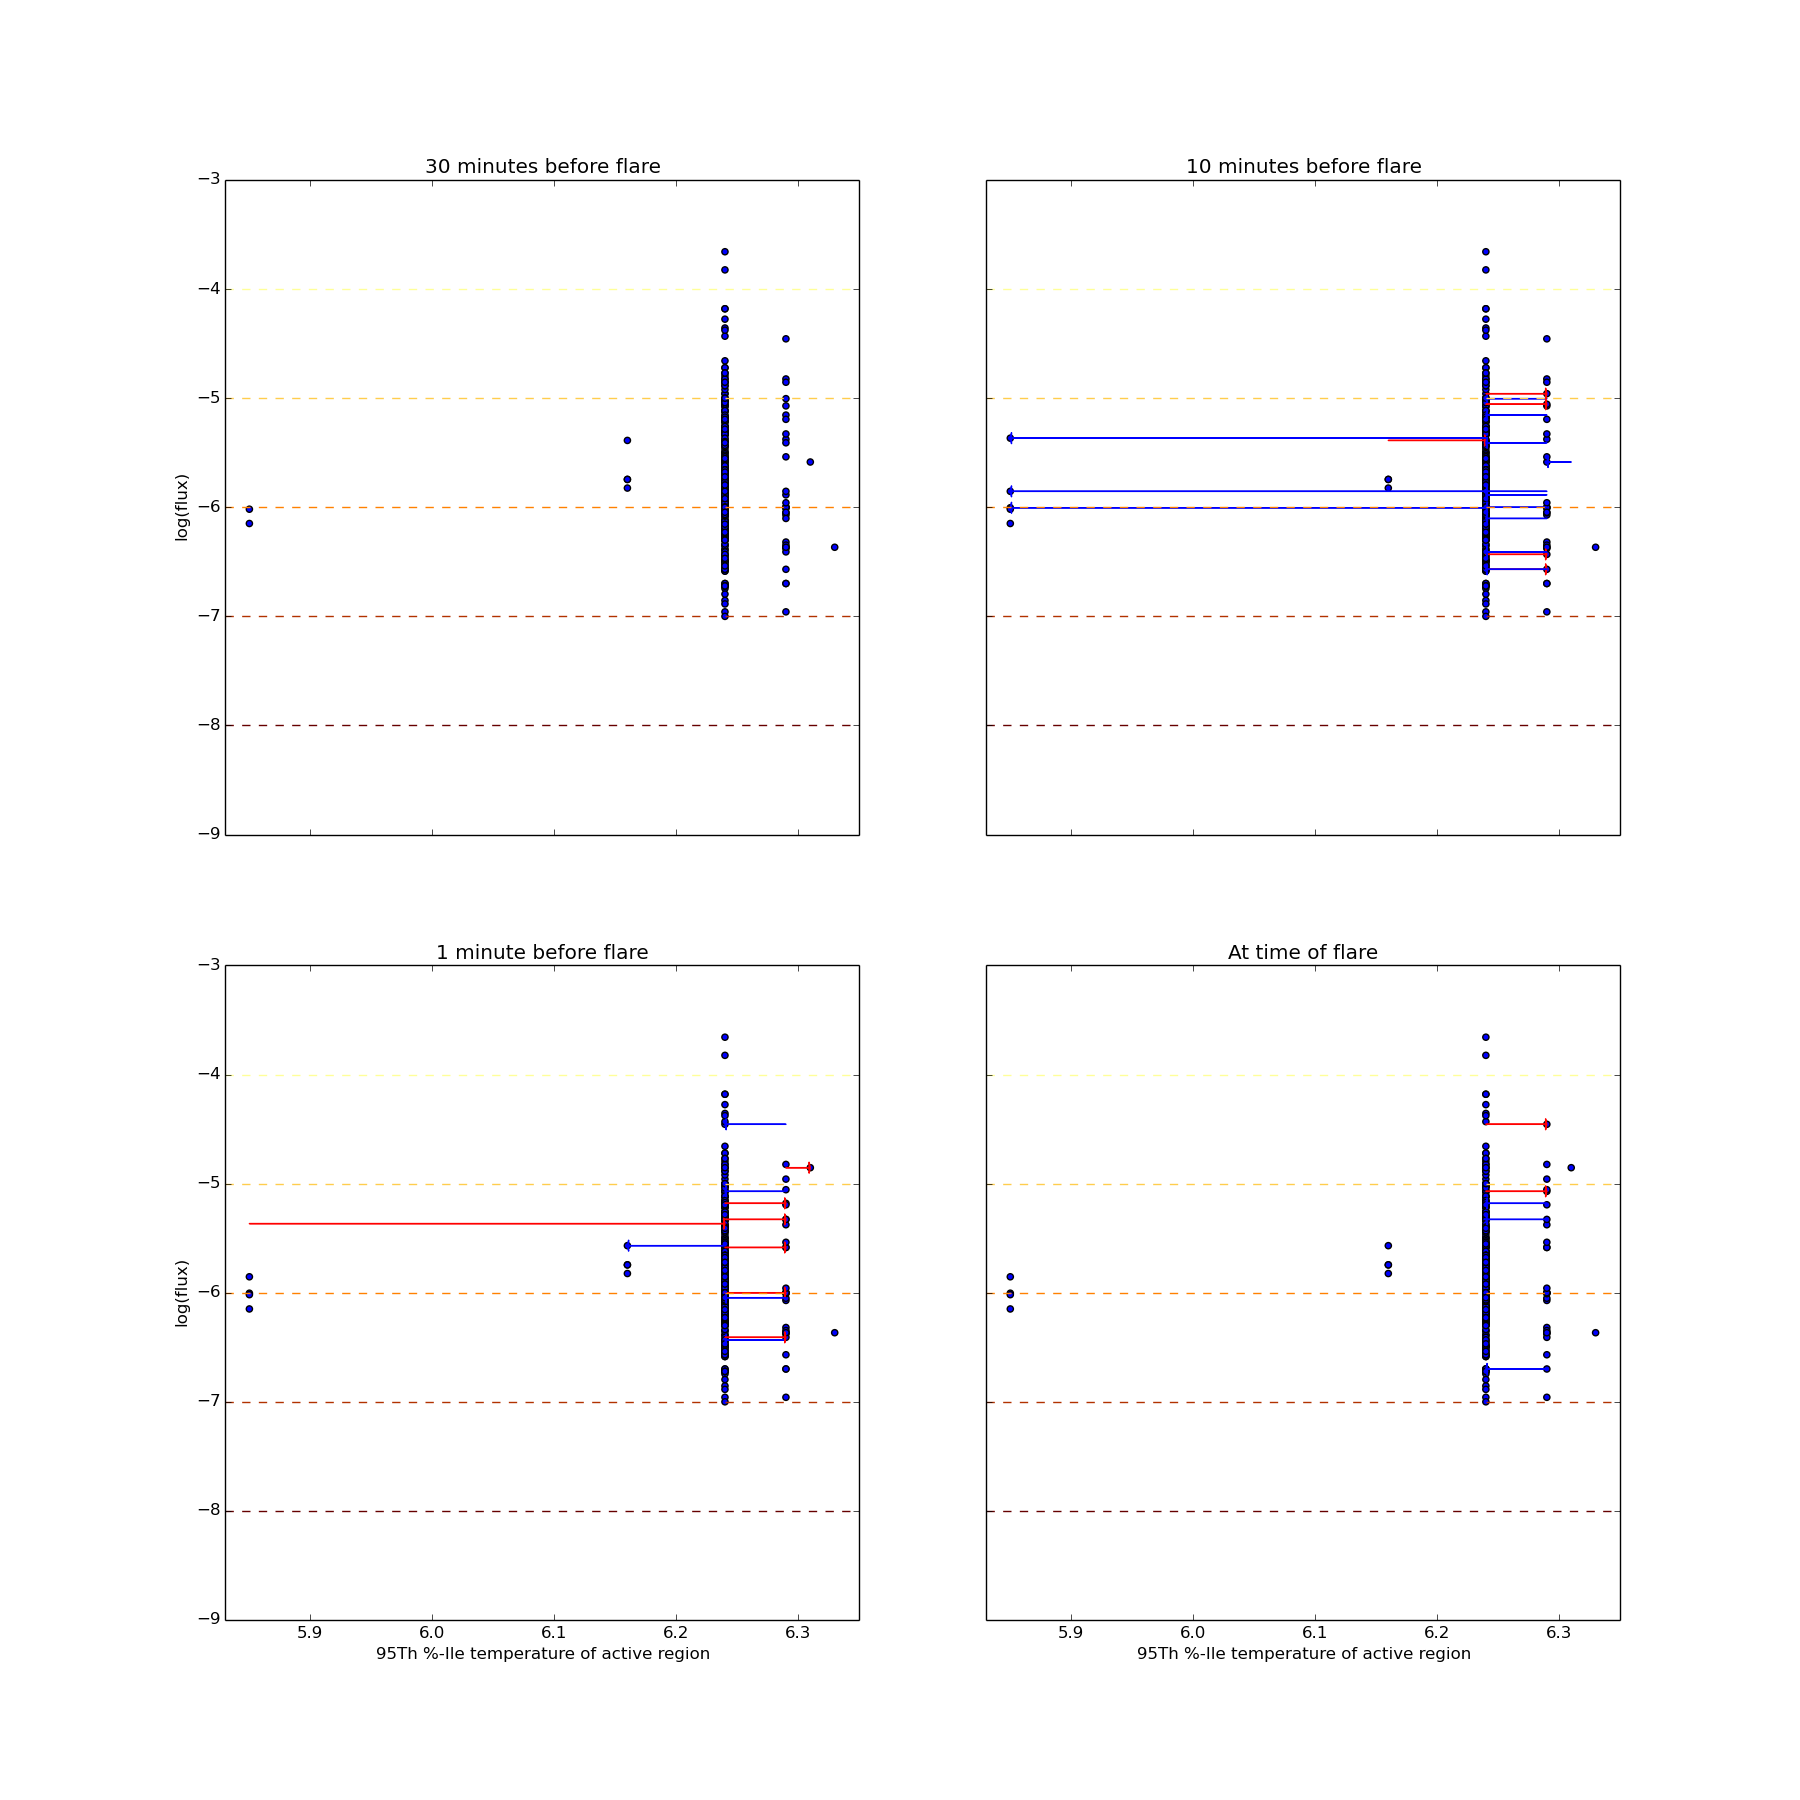 30 minutes before flare
10 minutes before flare
−3
−4
−5
−6
−7
−8
−9
log(flux)
1 minute before flare
At time of flare
−3
−4
−5
−6
−7
−8
−9
log(flux)
5.9 6.0 6.1 6.2 6.3
5.9 6.0 6.1 6.2 6.3
95Th %-Ile temperature of active region
95Th %-Ile temperature of active region